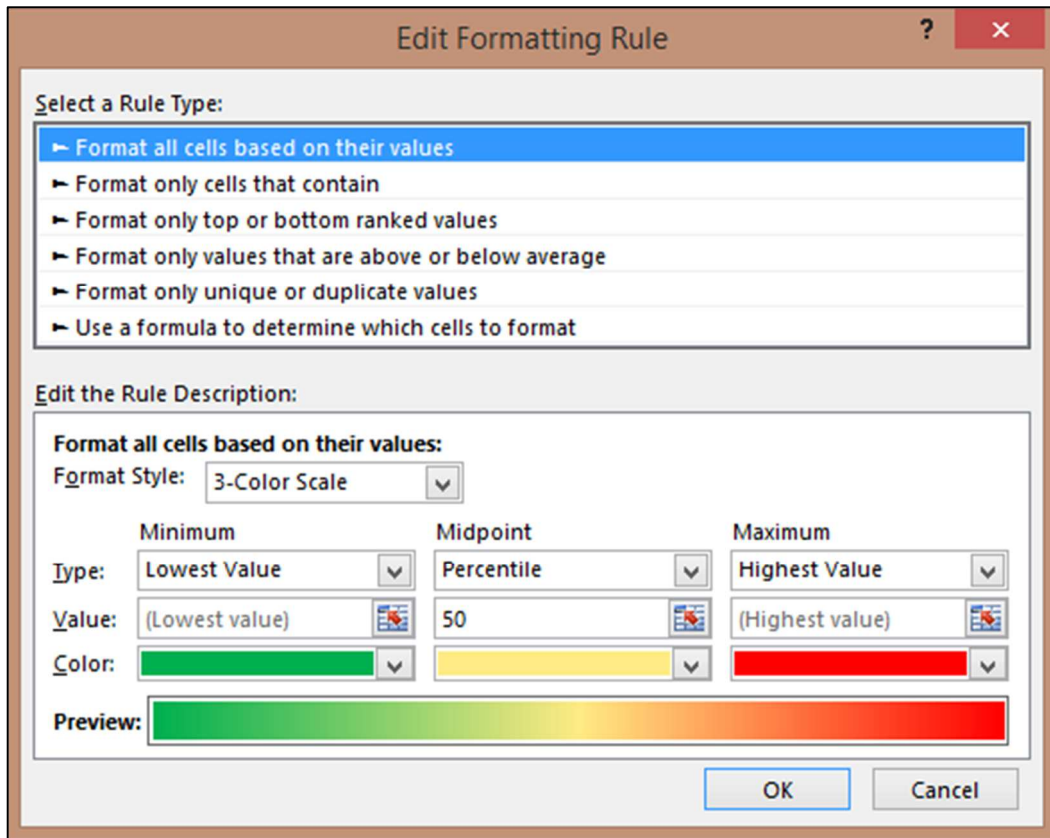 Edit Formatting Rule
?
×
Select a Rule Type:
► Format all cells based on their values
► Format only cells that contain
► Format only top or bottom ranked values
► Format only values that are above or below average
► Format only unique or duplicate values
► Use a formula to determine which cells to format
Edit the Rule Description:
Format all cells based on their values:
Format Style: 3-Color Scale
Minimum Midpoint Maximum
Type: Lowest Value Percentile Highest Value
Value: (Lowest value) 50 (Highest value)
Color:
Preview:
OK Cancel